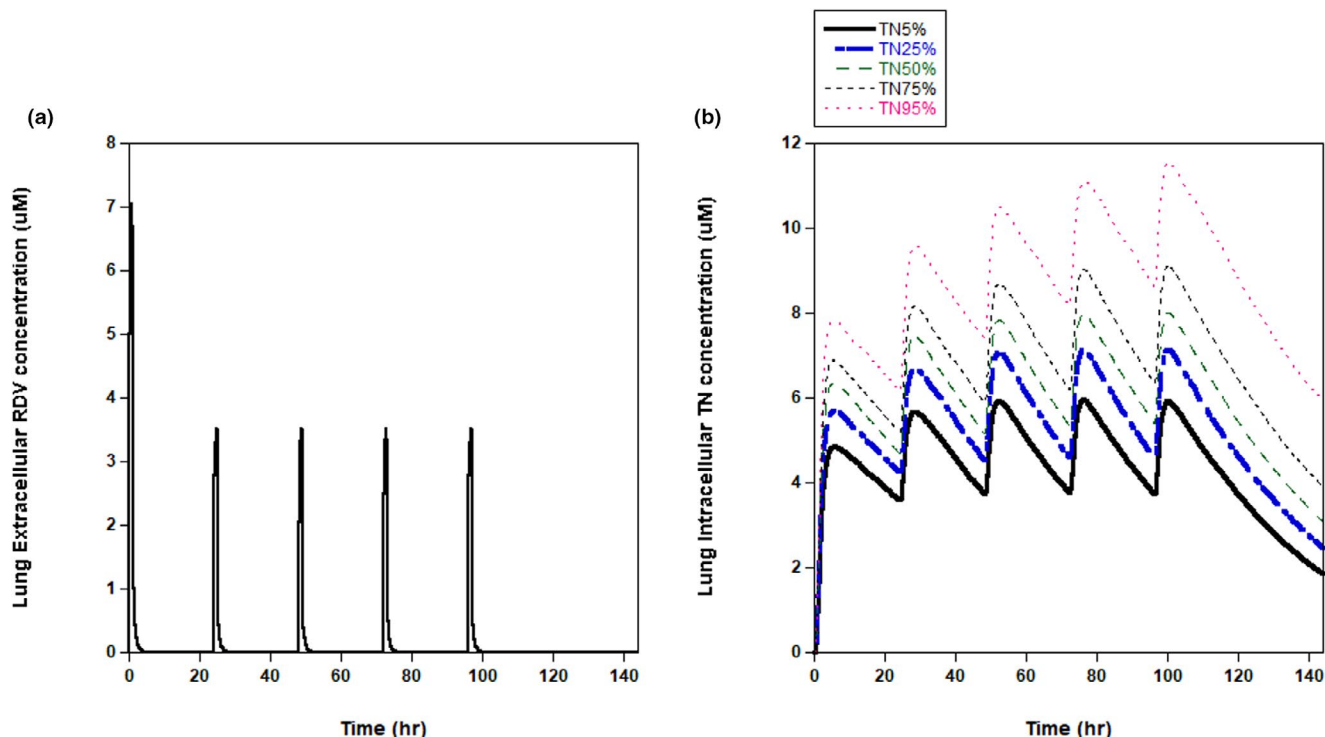 TN5%
TN25%
TN50%
TN75%
TN95%
(a)
(b)
Lung Extracellular RDV concentration (uM)
8
7
6
5
4
3
2
1
0
0 20 40 60 80 100 120 140
Time (hr)
Lung Intracellular TN concentration (uM)
12
10
8
6
4
2
0
0 20 40 60 80 100 120 140
Time (hr)